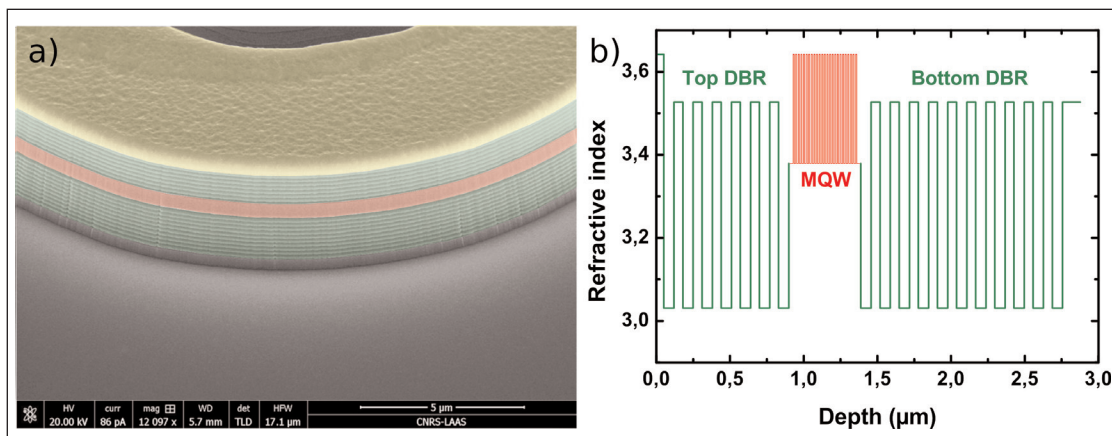 a)
HV curr mag WD det HFW
20.00 kV 86 pA 12 097 x 5.7 mm TLD 17.1 µm
5 µm
CNRS-LAAS
b)
Refractive index
3,6
3,4
3,2
3,0
Top DBR
Bottom DBR
MQW
0,0 0,5 1,0 1,5 2,0 2,5 3,0
Depth (µm)